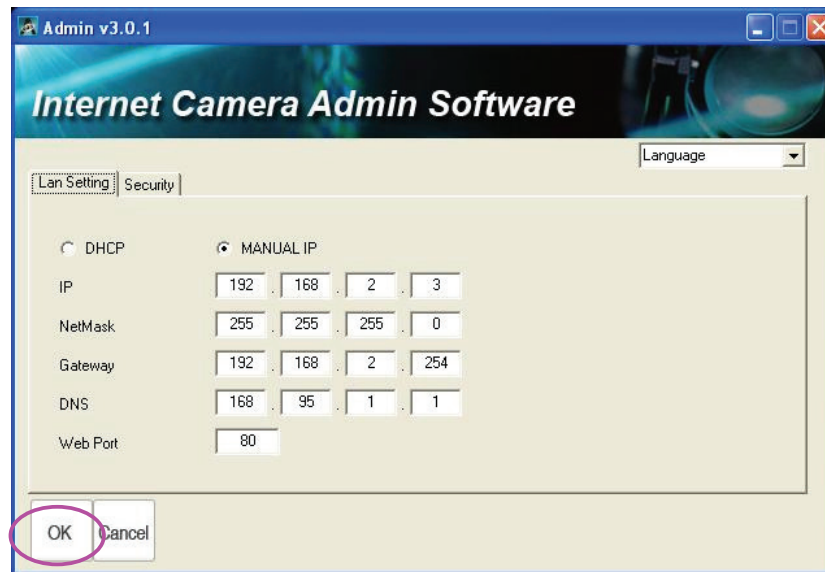 Admin v3.0.1
Internet Camera Admin Software
Language
Lan Setting Security
DHCP MANUAL IP
IP 192 . 168 . 2 . 3
NetMask 255 . 255 . 255 . 0
Gateway 192 . 168 . 2 . 254
DNS 168 . 95 . 1 . 1
Web Port 80
OK Cancel